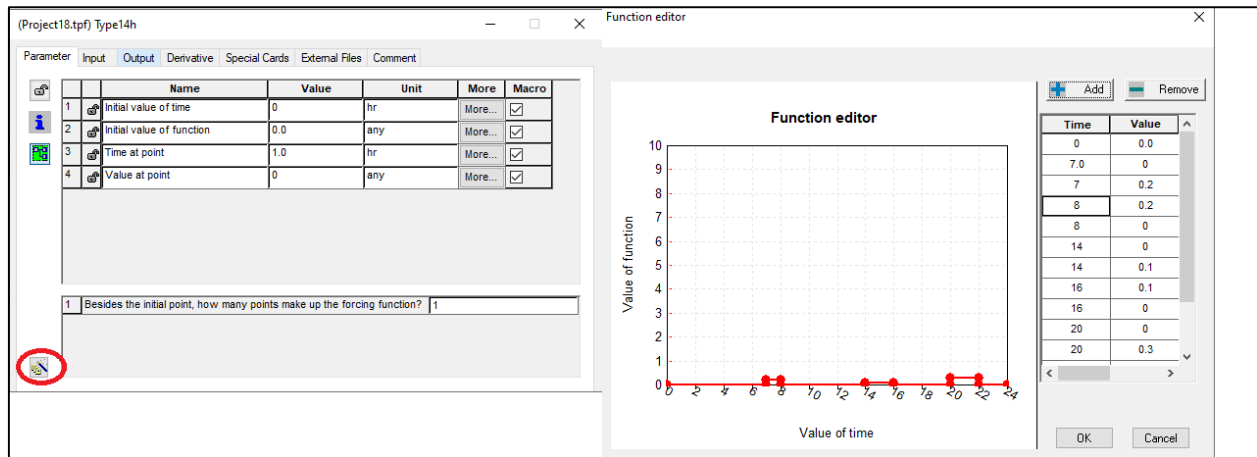 (Project18.tpf) Type14h
Parameter Input Output Derivative Special Cards External Files Comment
Name Value Unit More Macro
1 Initial value of time 0 hr More...
2 Initial value of function 0.0 any More...
3 Time at point 1.0 hr More...
4 Value at point 0 any More...
1 Besides the initial point, how many points make up the forcing function? 1
Function editor
Add Remove
Function editor
Value of function
10
9
8
7
6
5
4
3
2
1
0
0 2 4 6 8 10 12 14 16 18 20 22 24
Value of time
Time Value
0 0.0
7.0 0
7 0.2
8 0.2
8 0
14 0
14 0.1
16 0.1
16 0
20 0
20 0.3
OK Cancel